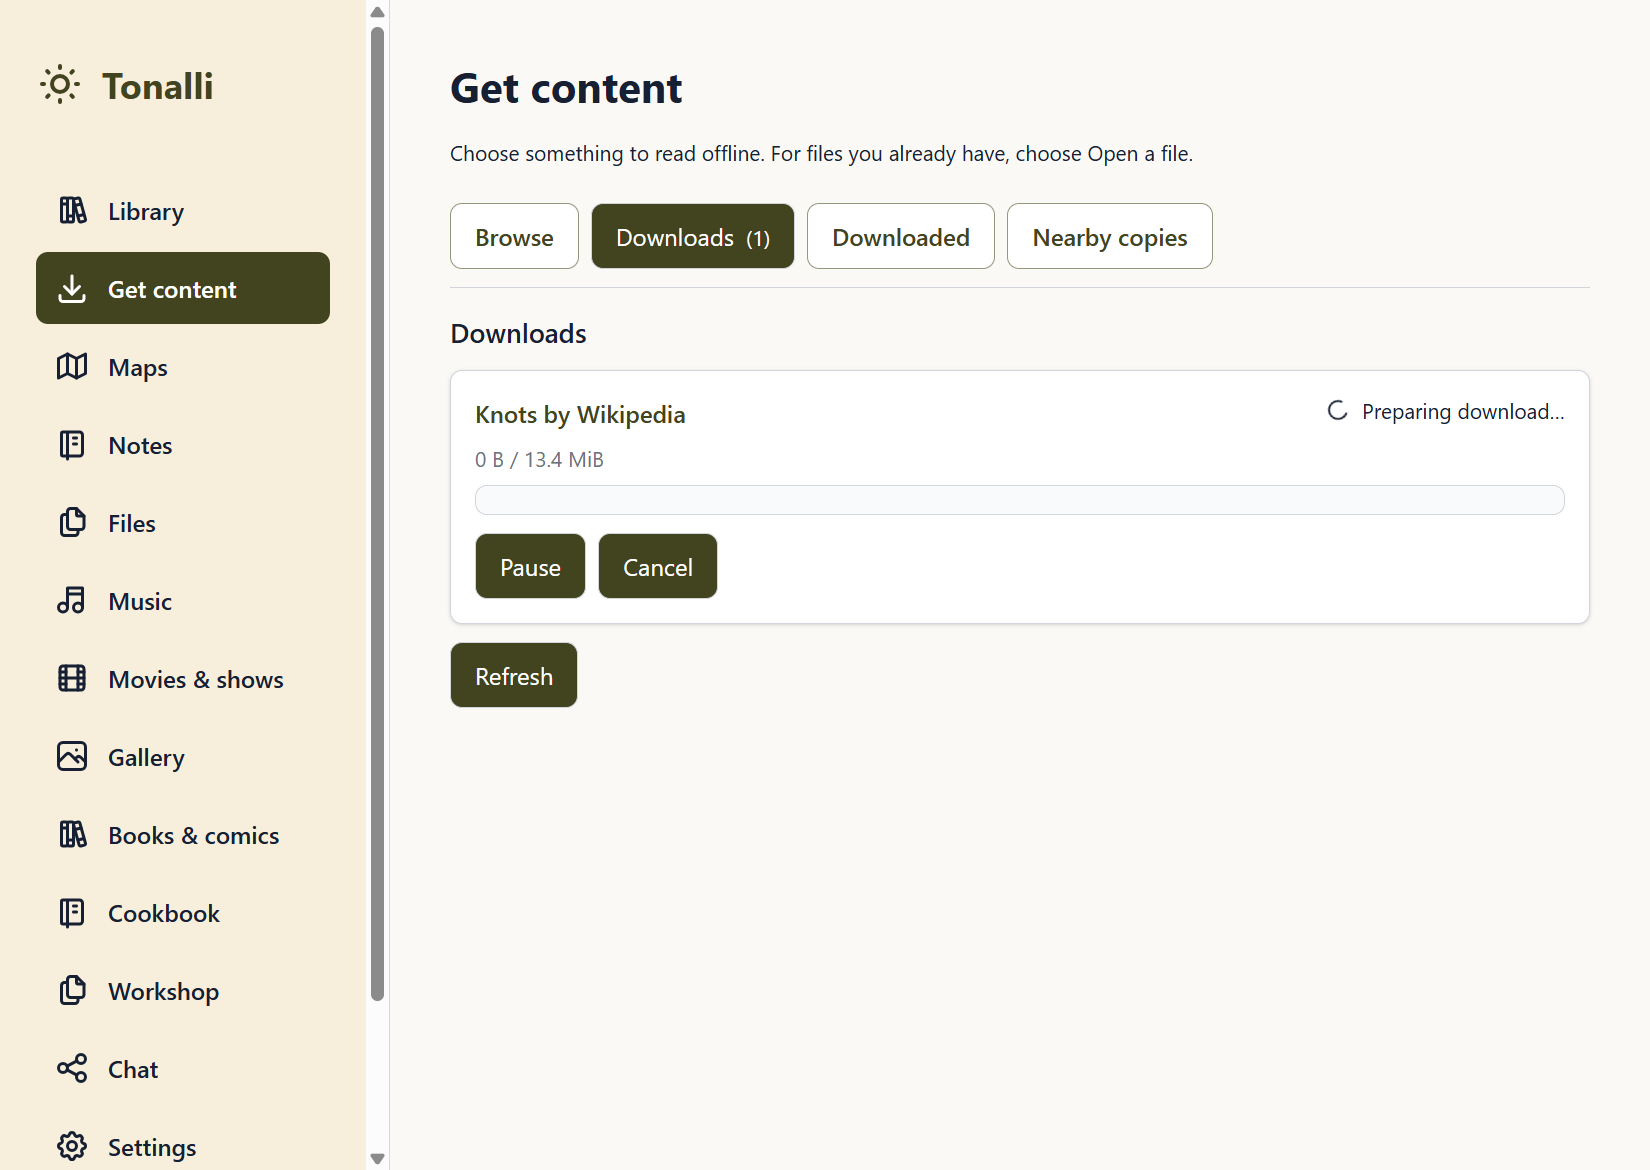 Tonalli
Library
Get content
Maps
Notes
Files
Music
Movies & shows
Gallery
Books & comics
Cookbook
Workshop
Chat
Settings
Get content
Choose something to read offline. For files you already have, choose Open a file.
Browse
Downloads (1)
Downloaded
Nearby copies
Downloads
Knots by Wikipedia
Preparing download...
0 B / 13.4 MiB
Pause
Cancel
Refresh